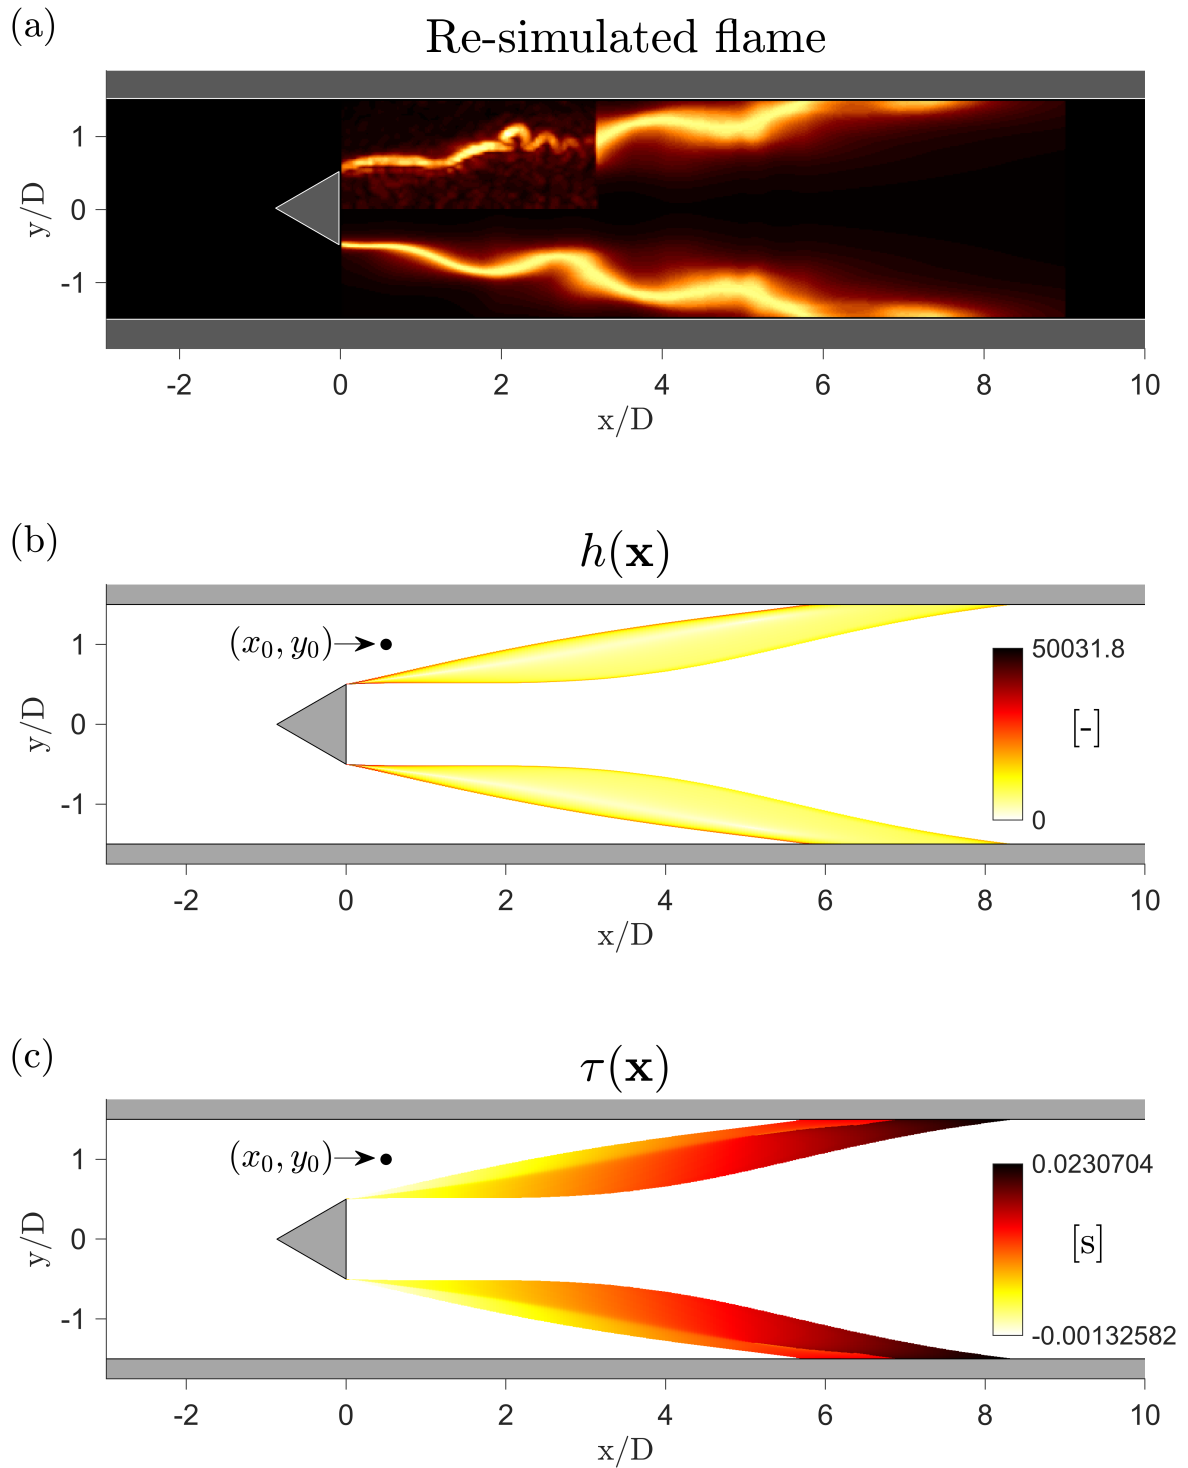 (a)
Re-simulated flame
1
0
-1
y/D
-2 0 2 4 6 8 10
x/D
(b)
h(x)
(x₀, y₀)
1
0
-1
y/D
50031.8
[-]
0
-2 0 2 4 6 8 10
x/D
(c)
τ(x)
(x₀, y₀)
1
0
-1
y/D
0.0230704
[s]
-0.00132582
-2 0 2 4 6 8 10
x/D